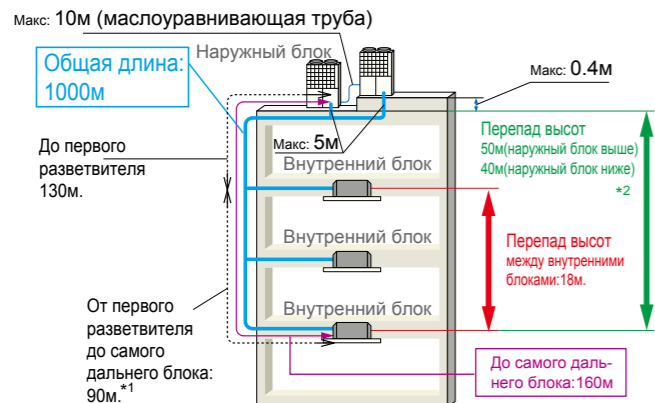 Макс: 10м (маслоуравнивающая труба)
Наружный блок
Общая длина:
1000м
Макс: 0.4м
До первого
разветвителя
130м.
Макс: 5м
Перепад высот
50м(наружный блок выше)
40м(наружный блок ниже)
*2
Внутренний блок
Внутренний блок
Перепад высот
между внутренними
блоками:18м.
Внутренний блок
От первого
разветвителя
до самого
дальнего блока:
90м.*1
До самого даль-
него блока:160м